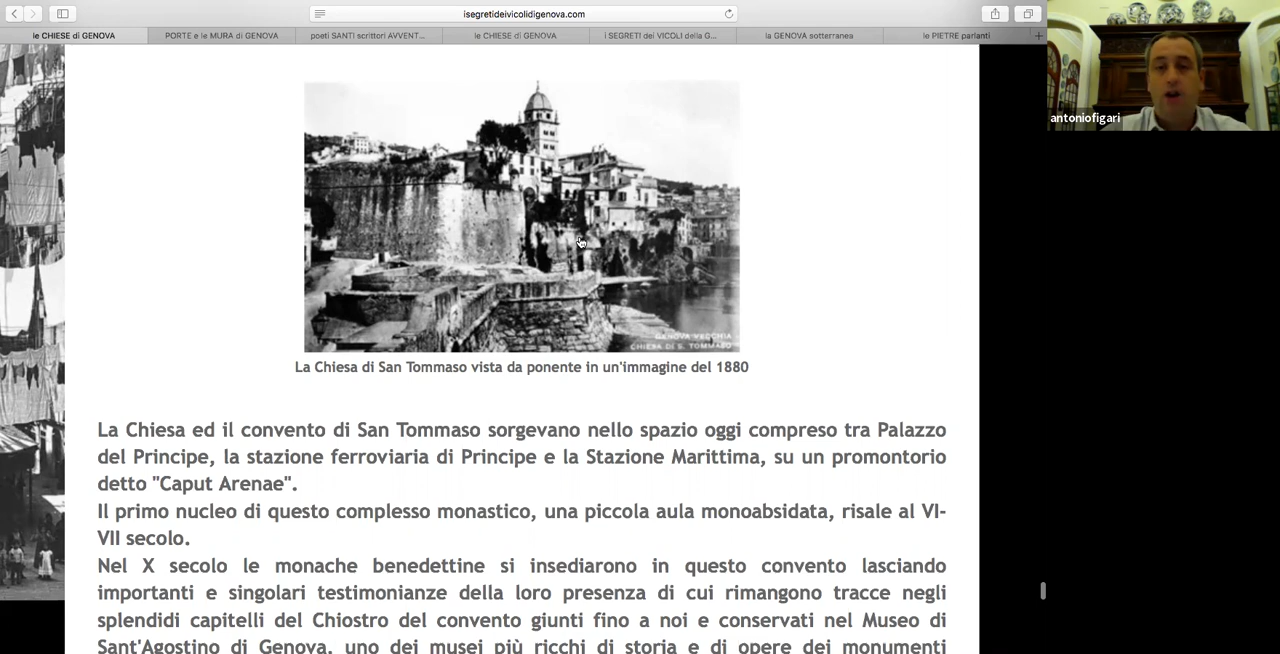 isegretideivicolidigenova.com
le CHIESE di GENOVA
PORTE e le MURA di GENOVA
poeti SANTI scrittori AVVENT...
le CHIESE di GENOVA
i SEGRETI dei VICOLI della G...
la GENOVA sotterranea
le PIETRE parlanti
antoniofigari
GENOVA VECCHIA
CHIESA DI S. TOMMASO
La Chiesa di San Tommaso vista da ponente in un'immagine del 1880
La Chiesa ed il convento di San Tommaso sorgevano nello spazio oggi compreso tra Palazzo
del Principe, la stazione ferroviaria di Principe e la Stazione Marittima, su un promontorio
detto "Caput Arenae".
Il primo nucleo di questo complesso monastico, una piccola aula monoabsidata, risale al VI-
VII secolo.
Nel X secolo le monache benedettine si insediarono in questo convento lasciando
importanti e singolari testimonianze della loro presenza di cui rimangono tracce negli
splendidi capitelli del Chiostro del convento giunti fino a noi e conservati nel Museo di
Sant'Agostino di Genova, uno dei musei più ricchi di storia e di opere dei monumenti